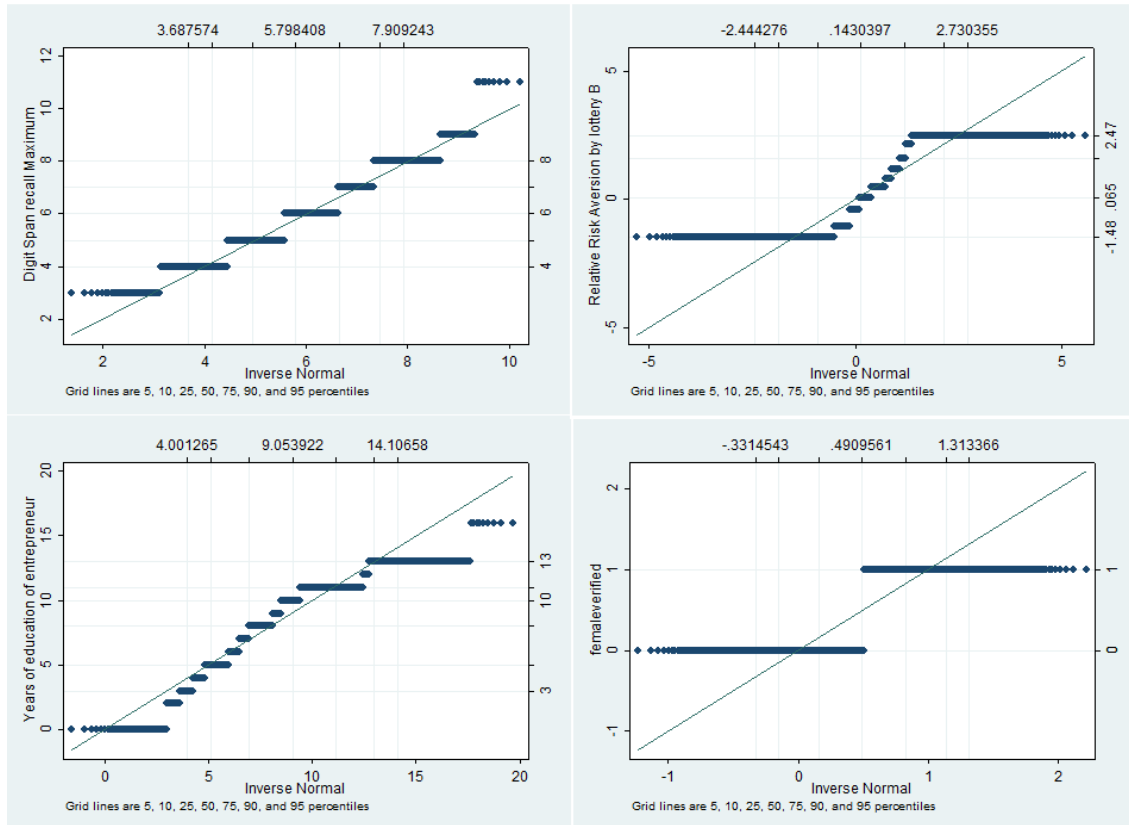 3.687574 5.798408 7.909243
Digit Span recall Maximum
12
10
8
6
4
2
8
6
4
2 4 6 8 10
Inverse Normal
Grid lines are 5, 10, 25, 50, 75, 90, and 95 percentiles
-2.444276 .1430397 2.730355
Relative Risk Aversion by lottery B
5
0
-5
2.47
.065
-1.48
-5 0 5
Inverse Normal
Grid lines are 5, 10, 25, 50, 75, 90, and 95 percentiles
4.001265 9.053922 14.10658
Years of education of entrepreneur
20
15
10
5
0
13
10
3
0 5 10 15 20
Inverse Normal
Grid lines are 5, 10, 25, 50, 75, 90, and 95 percentiles
-.3314543 .4909561 1.313366
femaleverified
2
1
0
-1
1
0
-1 0 1 2
Inverse Normal
Grid lines are 5, 10, 25, 50, 75, 90, and 95 percentiles